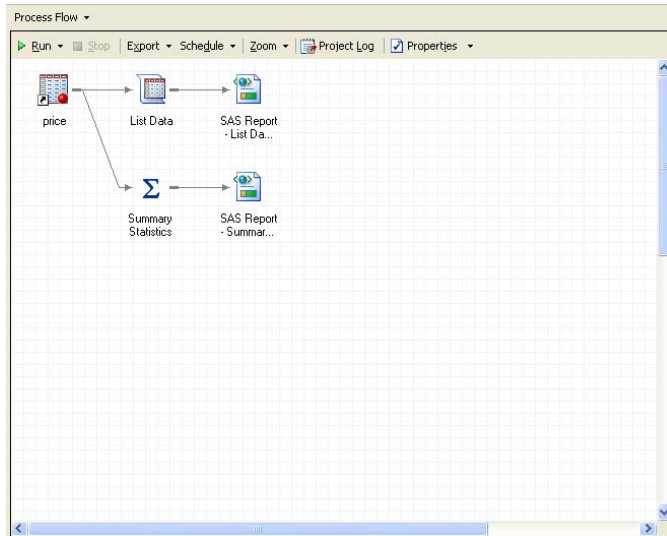 Process Flow
Run Stop Export Schedule Zoom Project Log Properties
price
List Data
SAS Report
- List Da...
Summary
Statistics
SAS Report
- Summar...